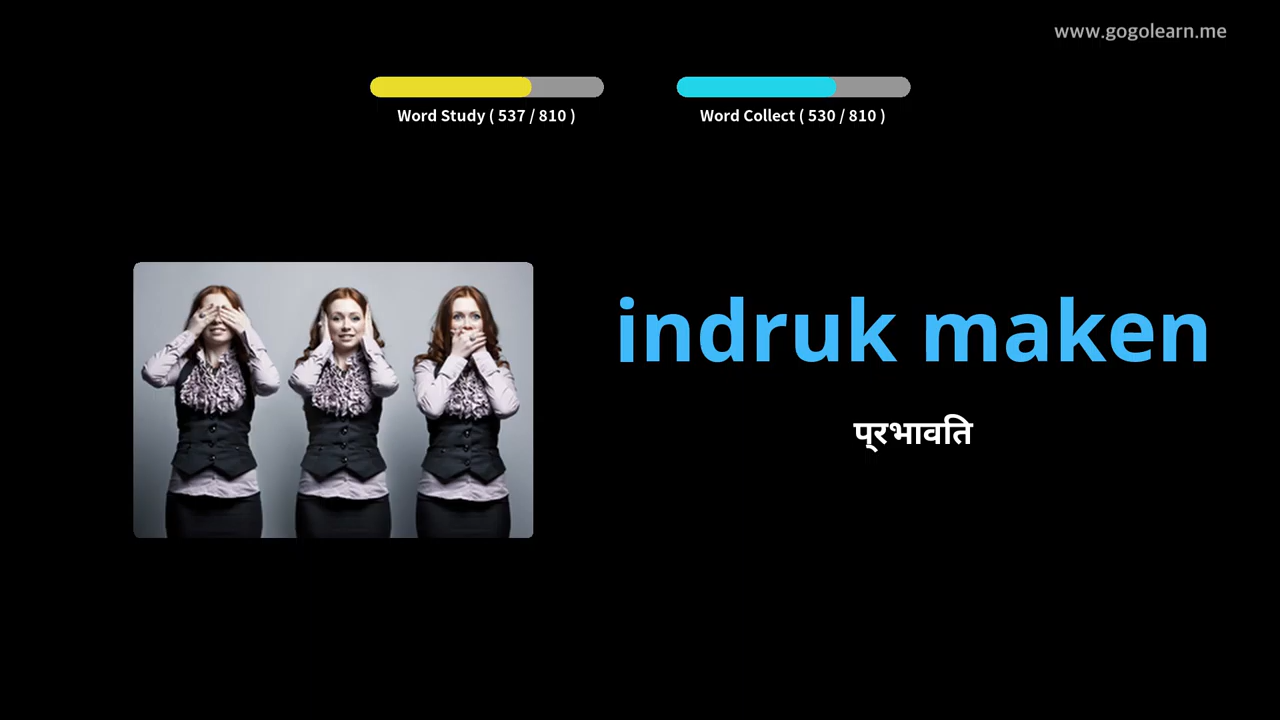 www.gogolearn.me
Word Study ( 537 / 810 )
Word Collect ( 530 / 810 )
indruk maken
प्रभावति